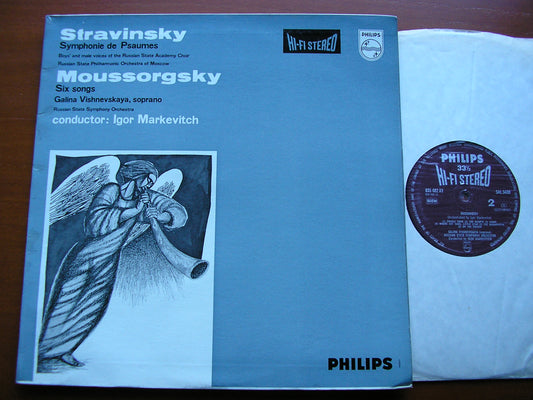 Stravinsky
Symphonie de Psaumes
Boys' and male voices of the Russian State Academy Choir
Russian State Philharmonic Orchestra of Moscow
Moussorgsky
Six songs
Galina Vishnevskaya, soprano
Russian State Symphony Orchestra
conductor: Igor Markevitch
HI-FI STEREO
PHILIPS
PHILIPS
PHILIPS
33⅓
HI-FI STEREO
2